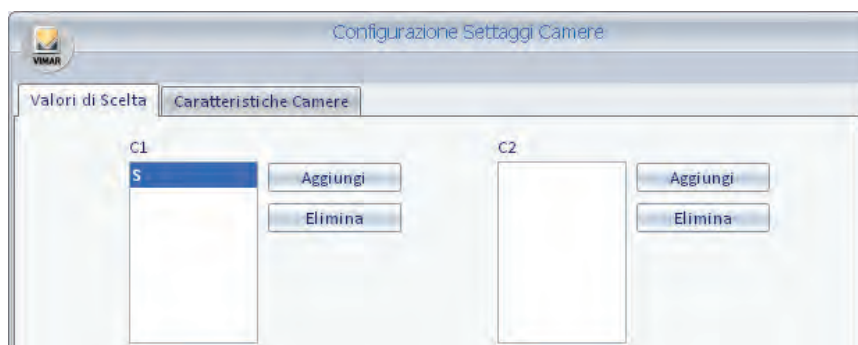 Configurazione Settaggi Camere
VIMAR
Valori di Scelta Caratteristiche Camere
C1 C2
S Aggiungi Aggiungi
Elimina Elimina